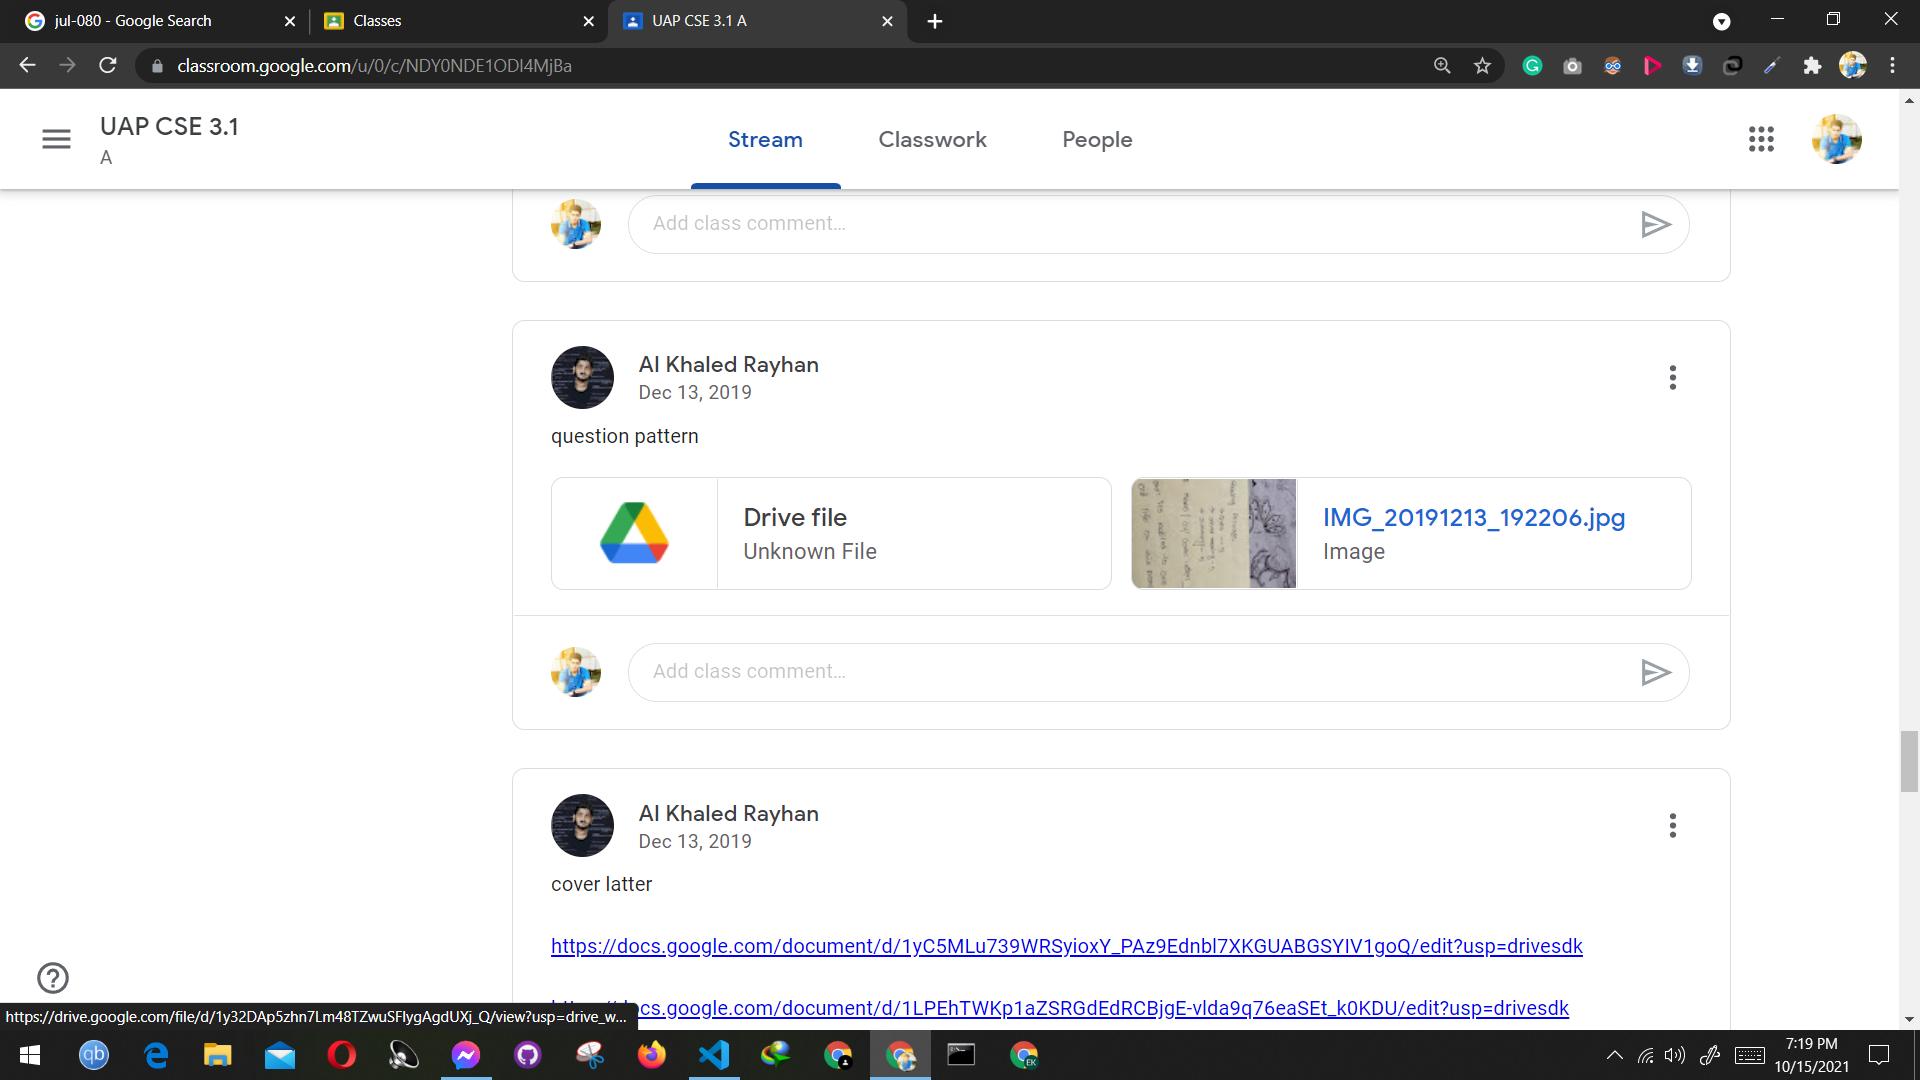 jul-080 - Google Search
Classes
UAP CSE 3.1 A
classroom.google.com/u/0/c/NDY0NDE1ODI4MjBa
UAP CSE 3.1
A
Stream
Classwork
People
Add class comment...
Al Khaled Rayhan
Dec 13, 2019
question pattern
Drive file
Unknown File
IMG_20191213_192206.jpg
Image
Add class comment...
Al Khaled Rayhan
Dec 13, 2019
cover latter
https://docs.google.com/document/d/1yC5MLu739WRSyioxY_PAz9Ednbl7XKGUABGSYIV1goQ/edit?usp=drivesdk
docs.google.com/document/d/1LPEhTWKp1aZSRGdEdRCBjgE-vlda9q76eaSEt_k0KDU/edit?usp=drivesdk
https://drive.google.com/file/d/1y32DAp5zhn7Lm48TZwuSFlygAgdUXj_Q/view?usp=drive_w...
qb
EK
7:19 PM
10/15/2021